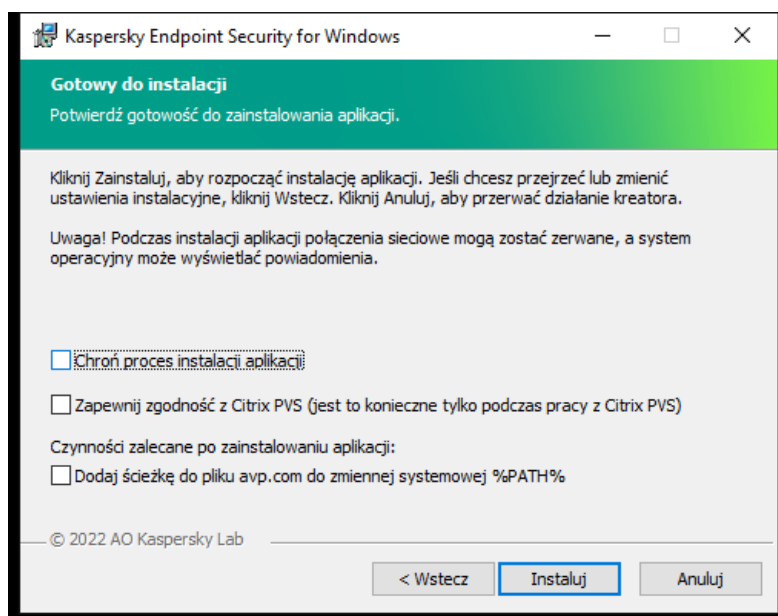 Kaspersky Endpoint Security for Windows
Gotowy do instalacji
Potwierdź gotowość do zainstalowania aplikacji.
Kliknij Zainstaluj, aby rozpocząć instalację aplikacji. Jeśli chcesz przejrzeć lub zmienić
ustawienia instalacyjne, kliknij Wstecz. Kliknij Anuluj, aby przerwać działanie kreatora.
Uwaga! Podczas instalacji aplikacji połączenia sieciowe mogą zostać zerwane, a system
operacyjny może wyświetlać powiadomienia.
Chroń proces instalacji aplikacji
Zapewnij zgodność z Citrix PVS (jest to konieczne tylko podczas pracy z Citrix PVS)
Czynności zalecane po zainstalowaniu aplikacji:
Dodaj ścieżkę do pliku avp.com do zmiennej systemowej %PATH%
© 2022 AO Kaspersky Lab
< Wstecz
Instaluj
Anuluj